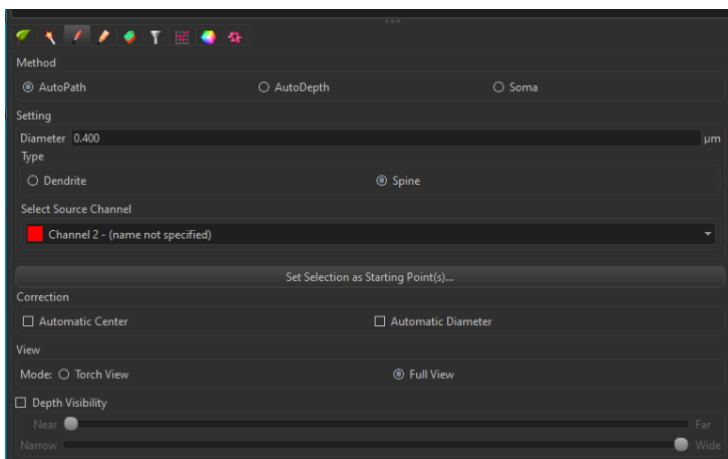 Method
AutoPath AutoDepth Soma
Setting
Diameter 0.400 µm
Type
Dendrite Spine
Select Source Channel
Channel 2 - (name not specified)
Set Selection as Starting Point(s)...
Correction
Automatic Center Automatic Diameter
View
Mode: Torch View Full View
Depth Visibility
Near Far
Narrow Wide